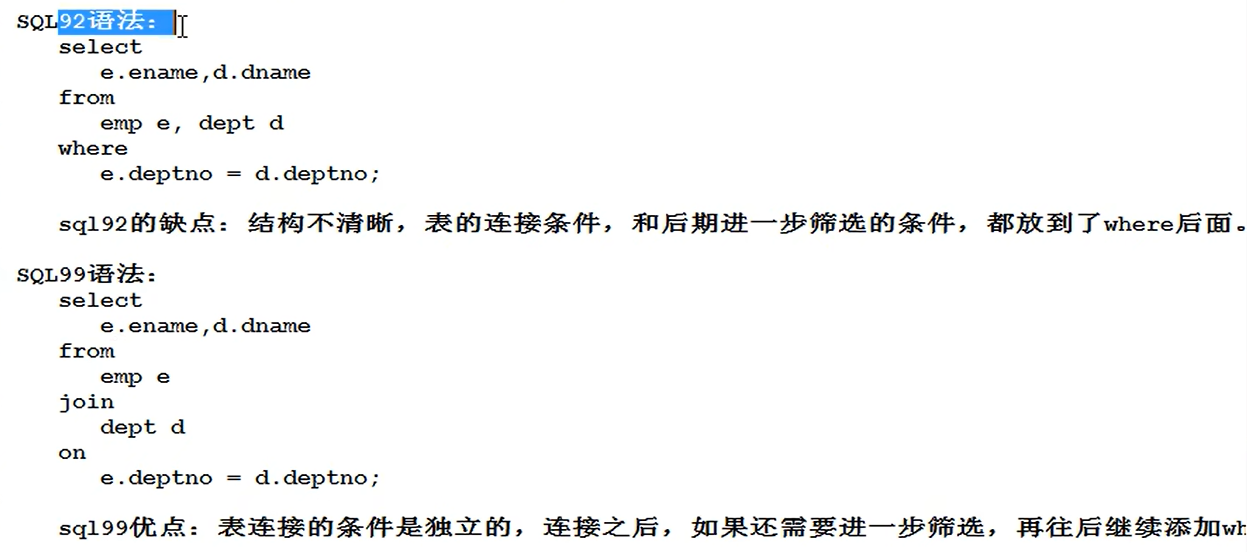 SQL92语法：
select
e.ename,d.dname
from
emp e, dept d
where
e.deptno = d.deptno;
sql92的缺点：结构不清晰，表的连接条件，和后期进一步筛选的条件，都放到了where后面。
SQL99语法：
select
e.ename,d.dname
from
emp e
join
dept d
on
e.deptno = d.deptno;
sql99优点：表连接的条件是独立的，连接之后，如果还需要进一步筛选，再往后继续添加wh